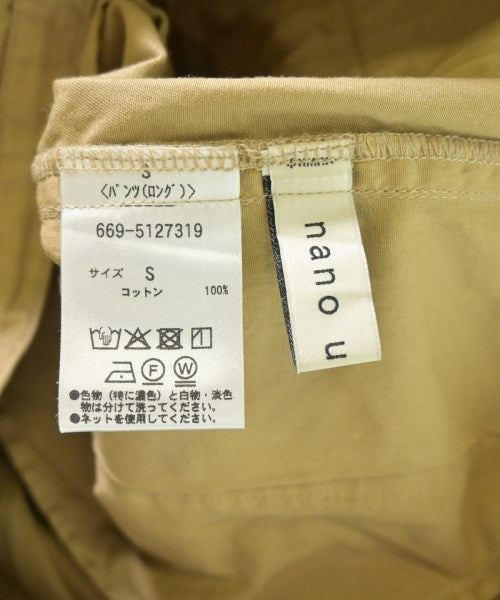 S
〈パンツ(ロング)〉
669-5127319
サイズ S
コットン 100%
F W
●色物(特に濃色)と白物・淡色
物は分けて洗ってください。
●ネットを使用してください。
nano u